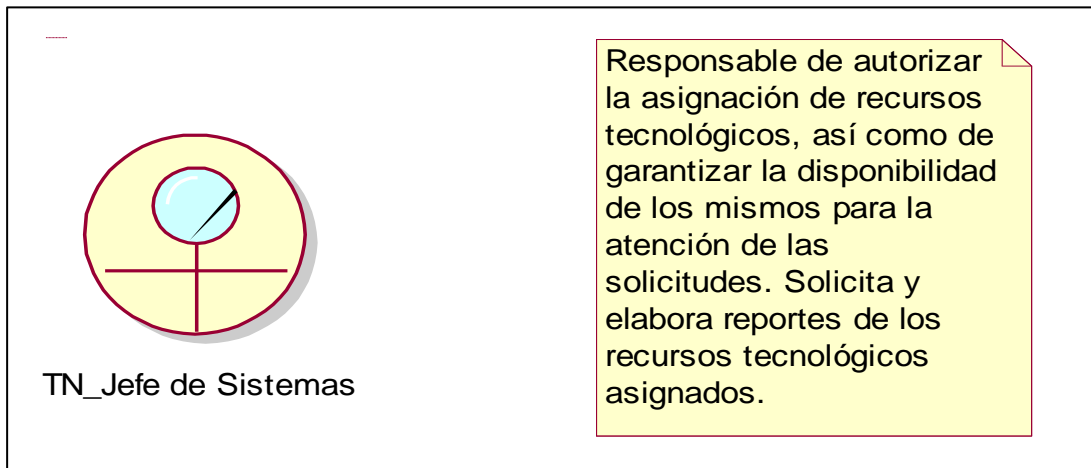 Responsable de autorizar
la asignación de recursos
tecnológicos, así como de
garantizar la disponibilidad
de los mismos para la
atención de las
solicitudes. Solicita y
elabora reportes de los
recursos tecnológicos
asignados.
TN_Jefe de Sistemas